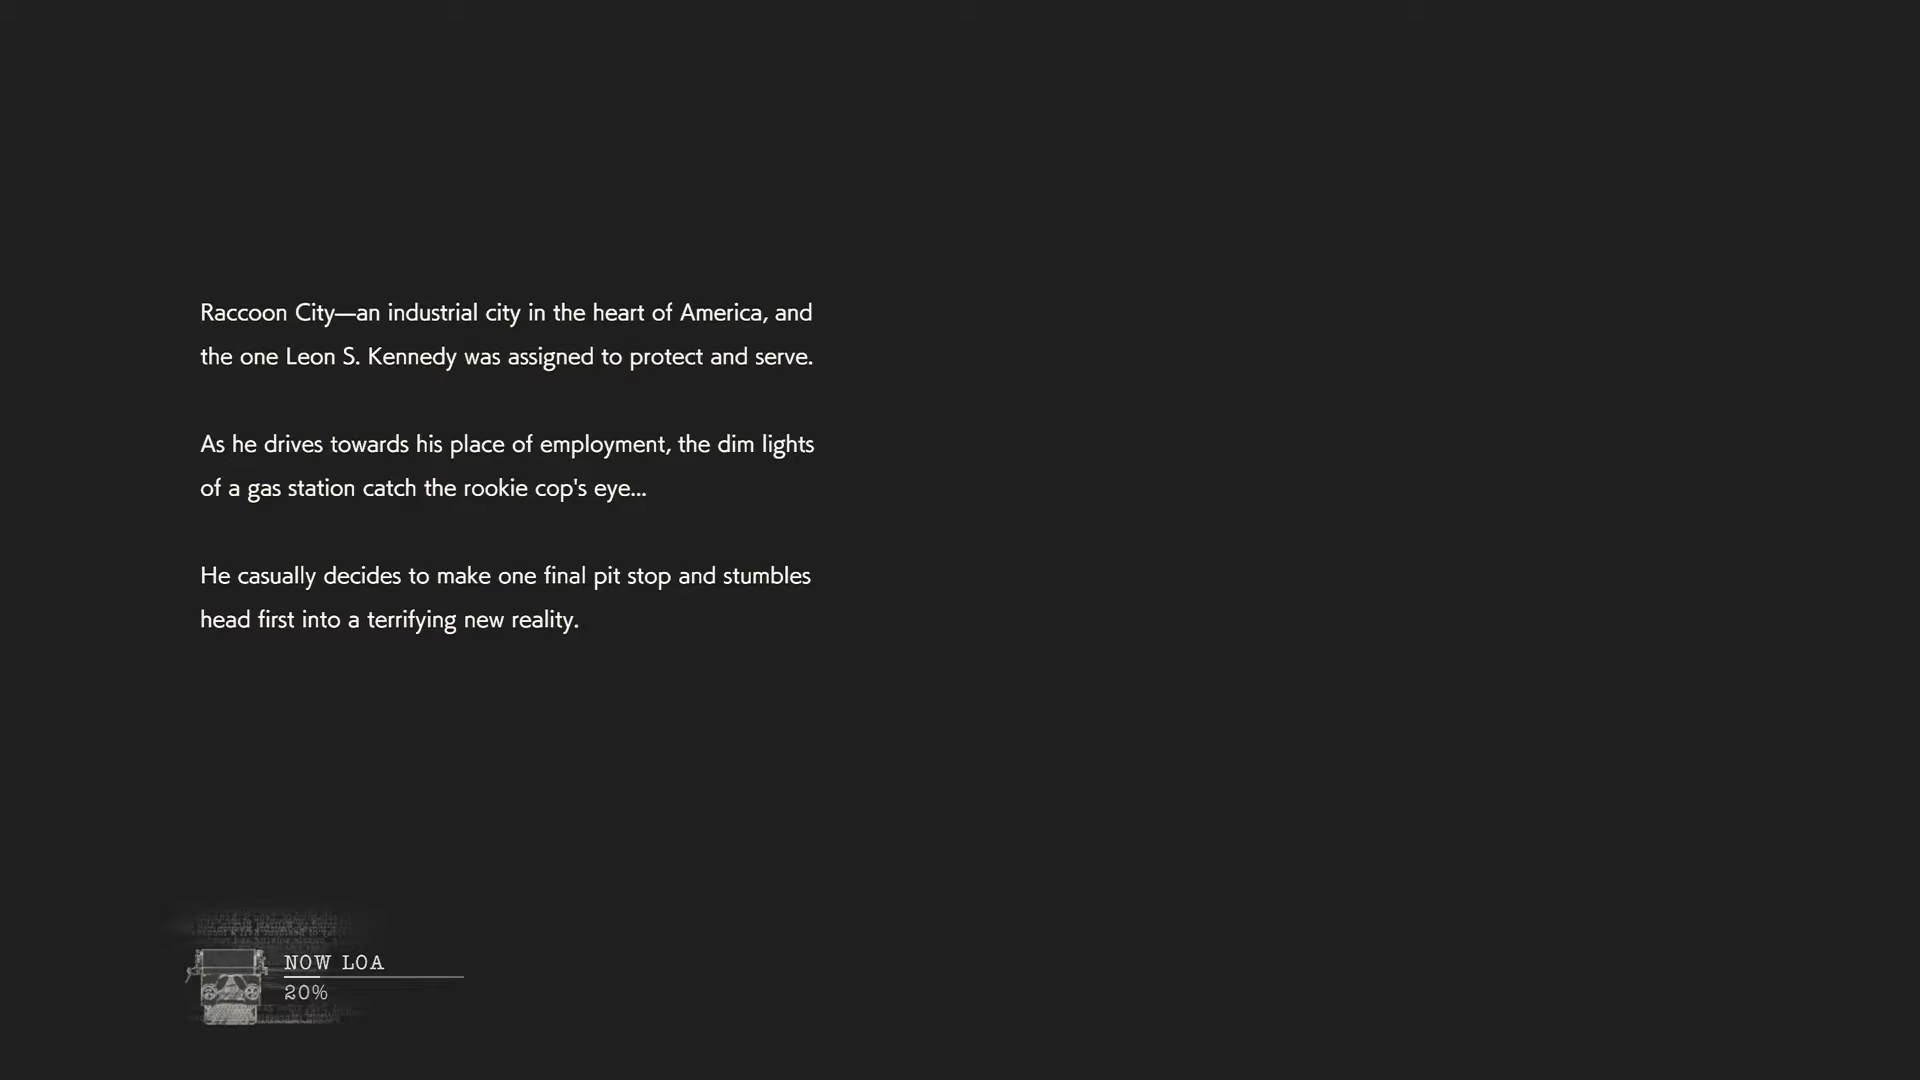 Raccoon City—an industrial city in the heart of America, and
the one Leon S. Kennedy was assigned to protect and serve.
As he drives towards his place of employment, the dim lights
of a gas station catch the rookie cop's eye...
He casually decides to make one final pit stop and stumbles
head first into a terrifying new reality.
NOW LOA
20%